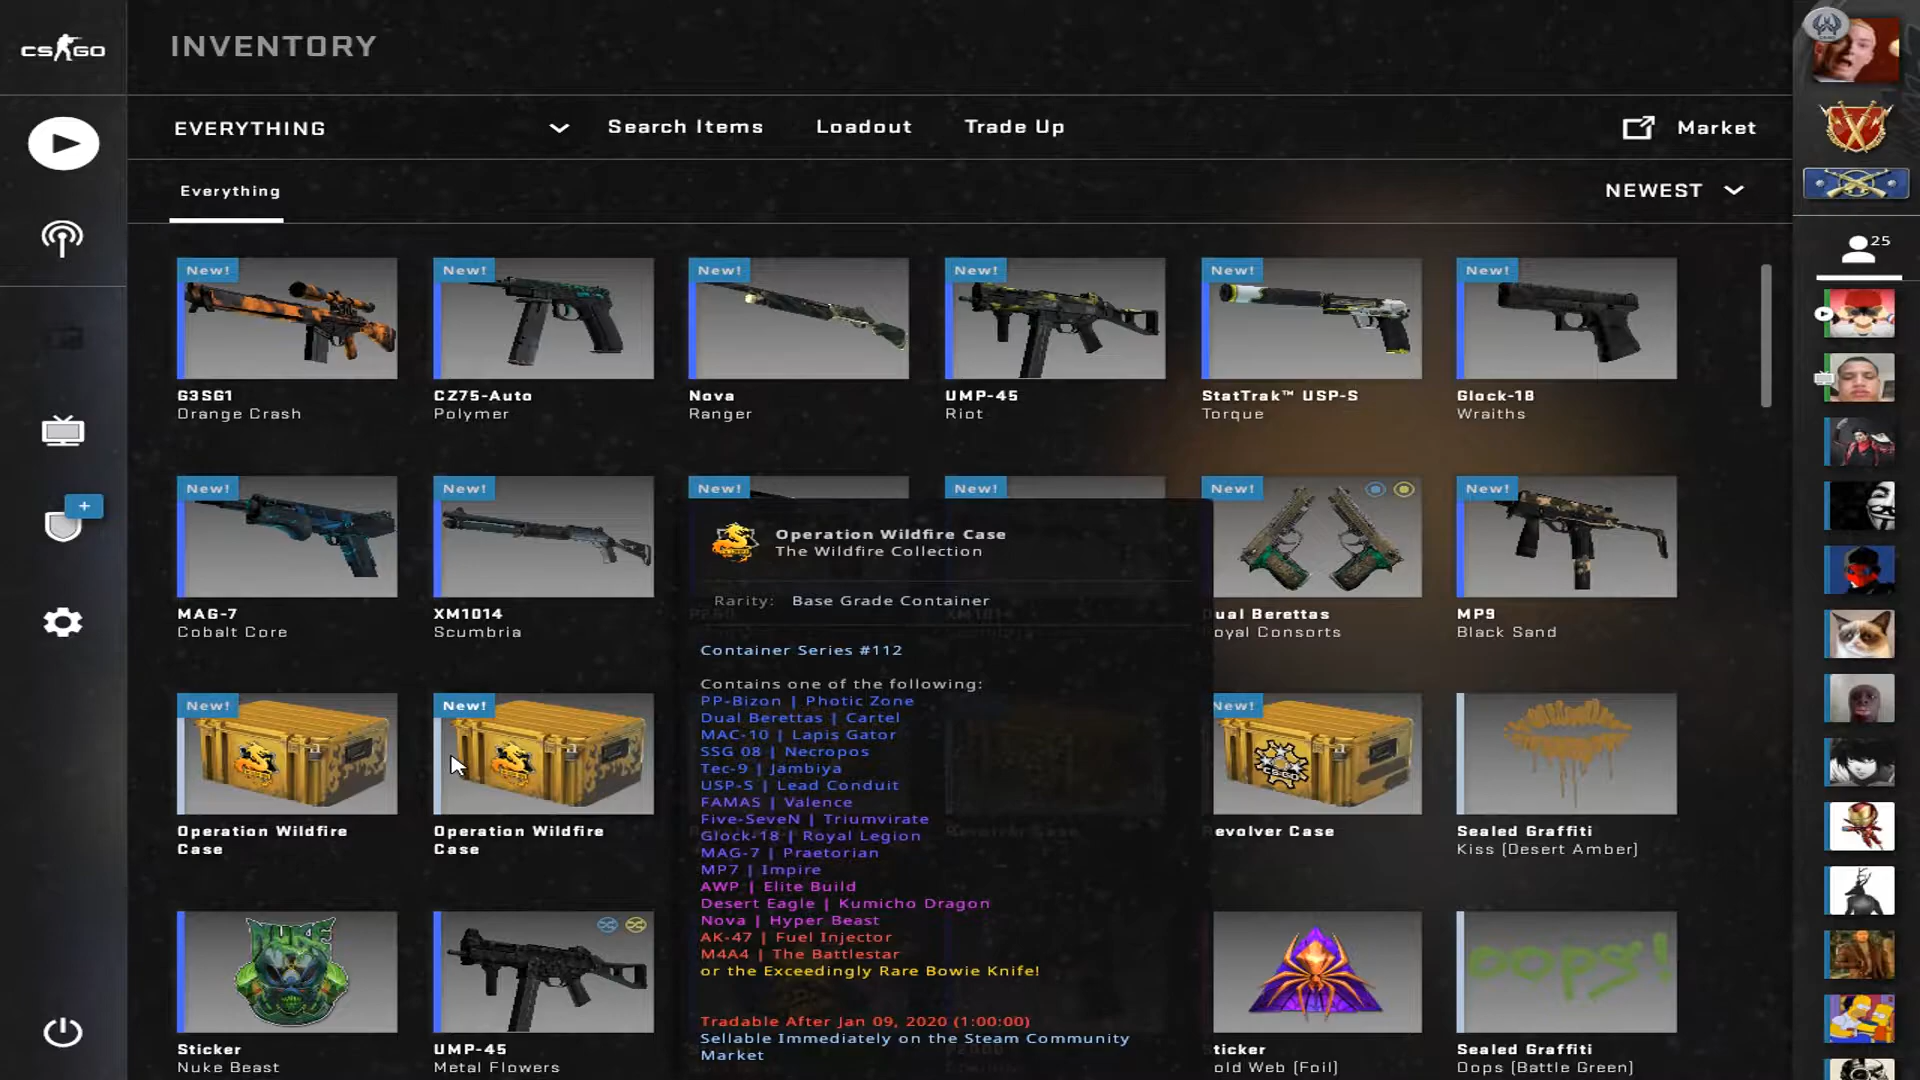 CS GO
INVENTORY
EVERYTHING
Search Items
Loadout
Trade Up
Market
Everything
NEWEST
25
New!
New!
New!
New!
New!
New!
G3SG1
Orange Crash
CZ75-Auto
Polymer
Nova
Ranger
UMP-45
Riot
StatTrak™ USP-S
Torque
Glock-18
Wraiths
New!
New!
New!
New!
New!
New!
MAG-7
Cobalt Core
XM1014
Scumbria
Dual Berettas
Royal Consorts
MP9
Black Sand
Operation Wildfire Case
The Wildfire Collection
Rarity: Base Grade Container
Container Series #112
Contains one of the following:
PP-Bizon | Photic Zone
Dual Berettas | Cartel
MAC-10 | Lapis Gator
SSG 08 | Necropos
Tec-9 | Jambiya
USP-S | Lead Conduit
FAMAS | Valence
Five-SeveN | Triumvirate
Glock-18 | Royal Legion
MAG-7 | Praetorian
MP7 | Impire
AWP | Elite Build
Desert Eagle | Kumicho Dragon
Nova | Hyper Beast
AK-47 | Fuel Injector
M4A4 | The Battlestar
or the Exceedingly Rare Bowie Knife!
Tradable After Jan 09, 2020 (1:00:00)
Sellable Immediately on the Steam Community
Market
New!
New!
New!
Operation Wildfire
Case
Operation Wildfire
Case
Revolver Case
Sealed Graffiti
Kiss (Desert Amber)
NUKE
oops!
Sticker
Nuke Beast
UMP-45
Metal Flowers
ticker
old Web (Foil)
Sealed Graffiti
Oops (Battle Green)